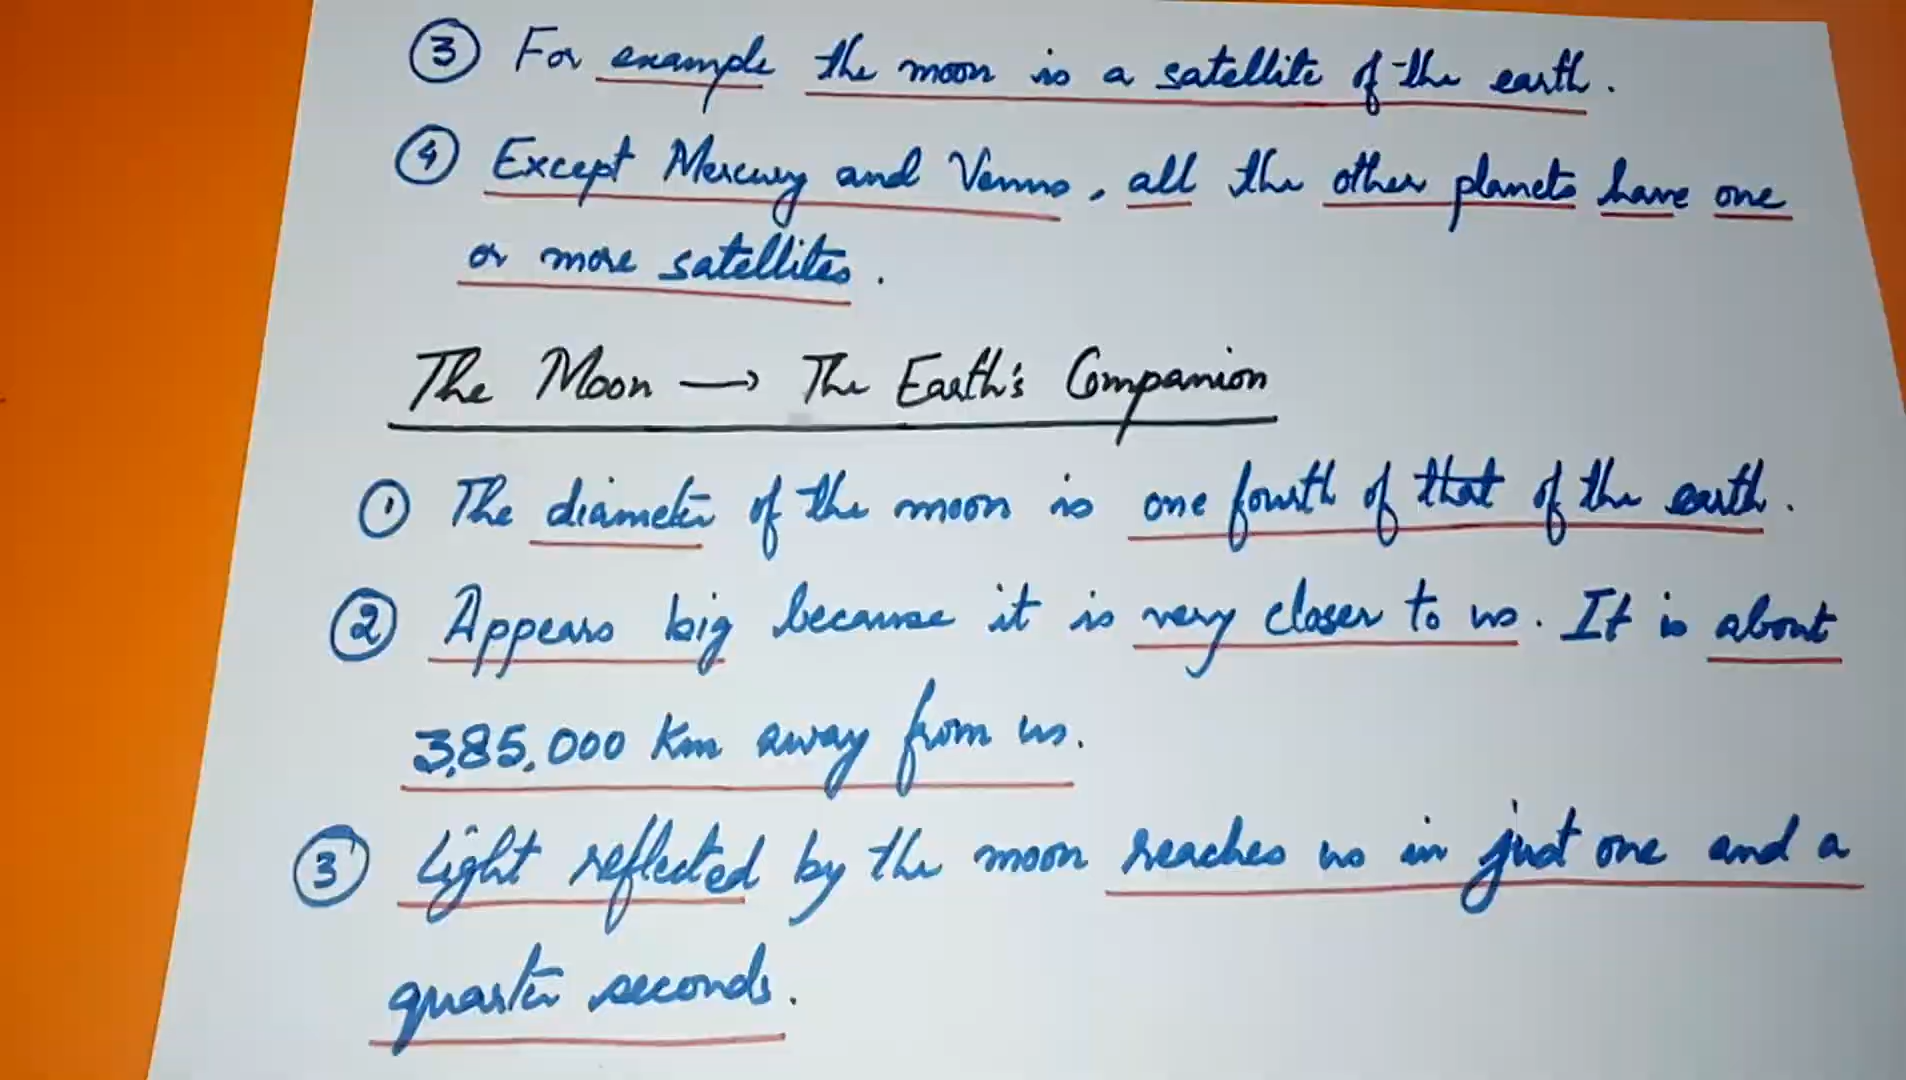 ③ For example the moon is a satellite of the earth.
④ Except Mercury and Venus, all the other planets have one
or more satellites.
The Moon → The Earth's Companion
① The diameter of the moon is one fourth of that of the earth.
② Appears big because it is very closer to us. It is about
3,85,000 Km away from us.
③ Light reflected by the moon reaches us in just one and a
quarter seconds.